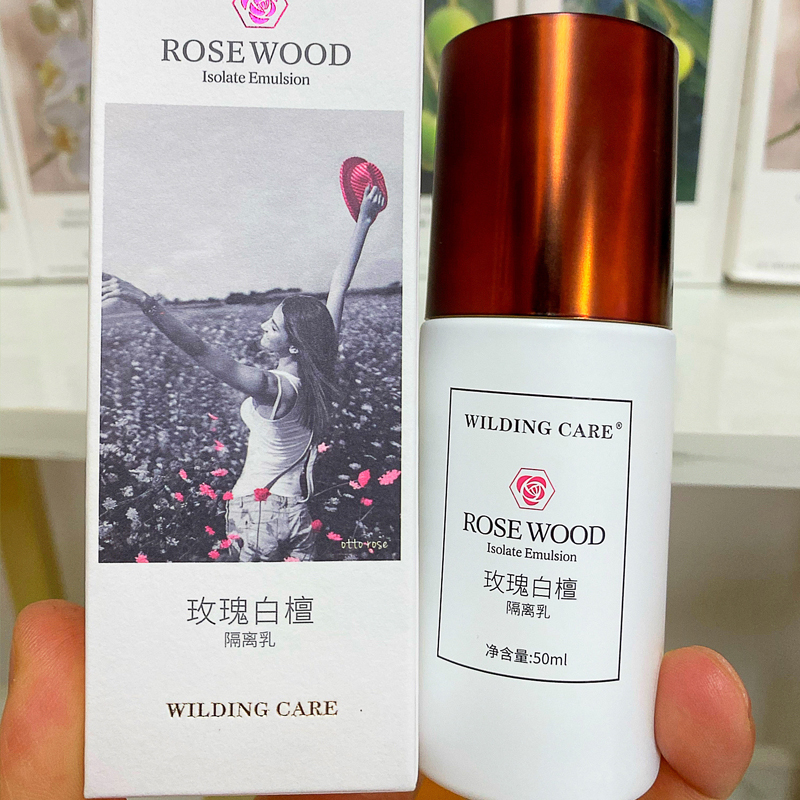 ROSE WOOD
Isolate Emulsion
otto rose
玫瑰白檀
隔离乳
WILDING CARE
WILDING CARE®
ROSE WOOD
Isolate Emulsion
玫瑰白檀
隔离乳
净含量:50ml